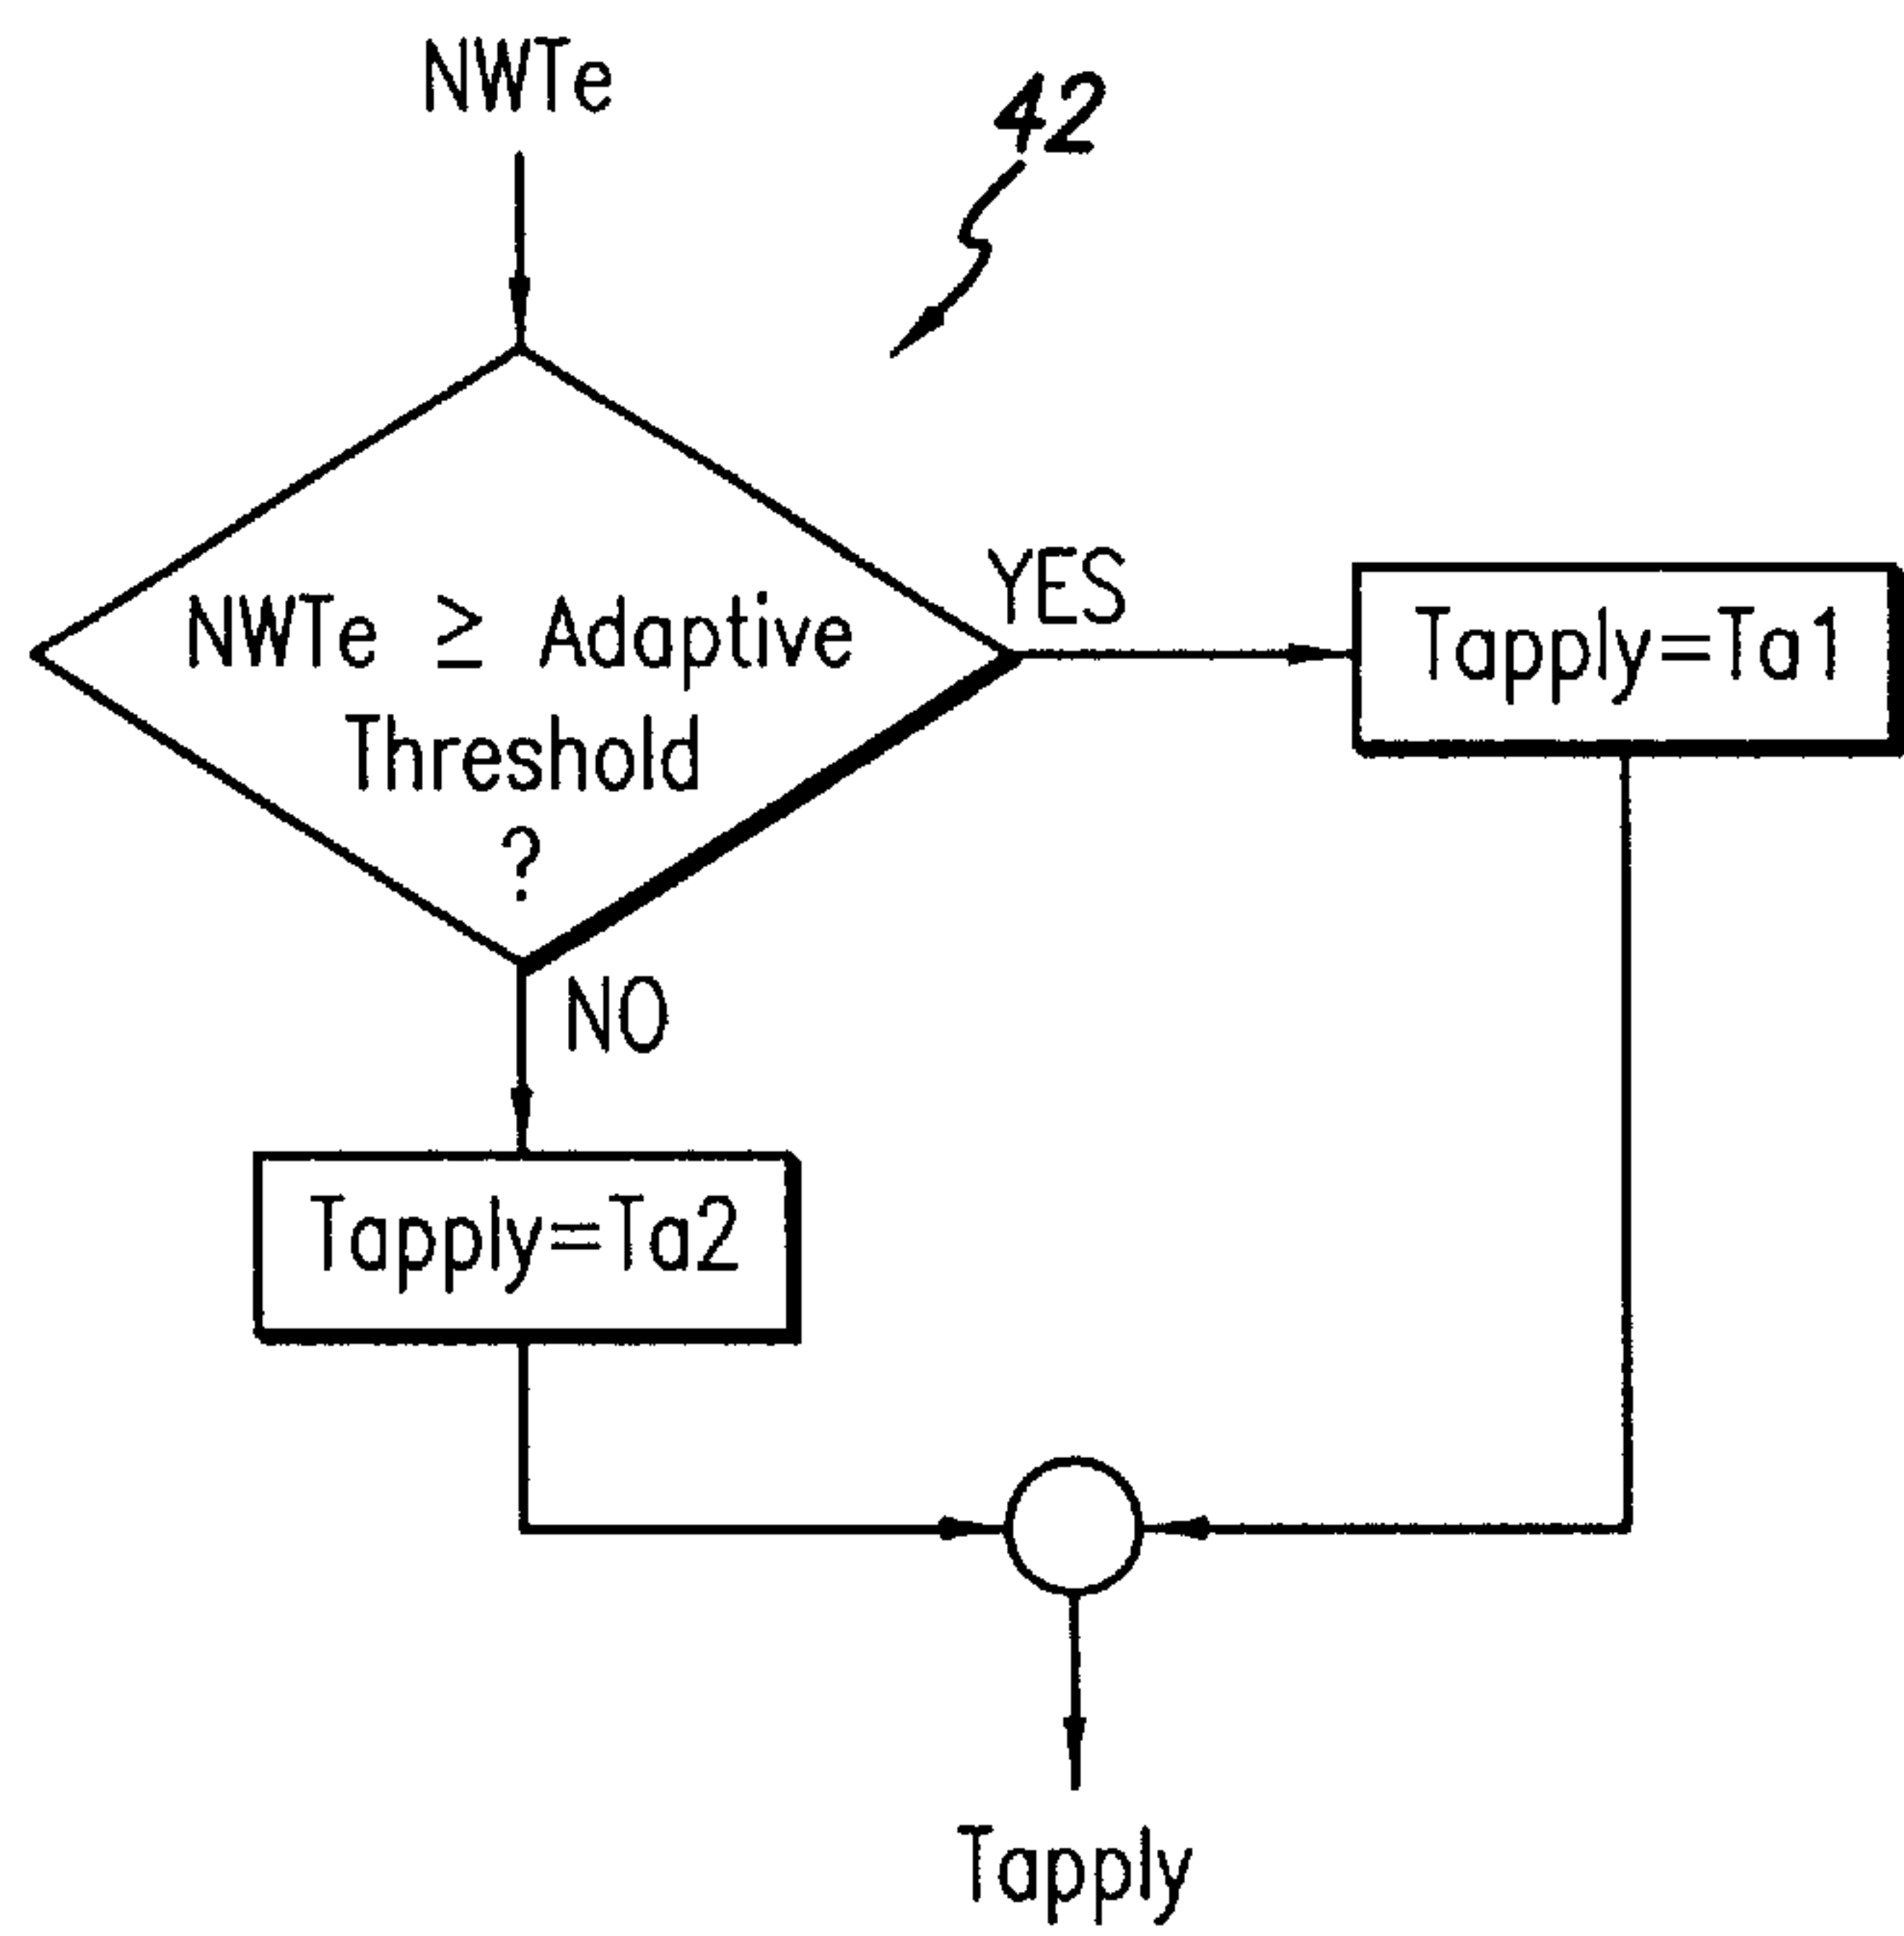 NWTe
42
NWTe ≥ Adaptive
Threshold
?
YES
Tapply=Ta1
NO
Tapply=Ta2
Tapply